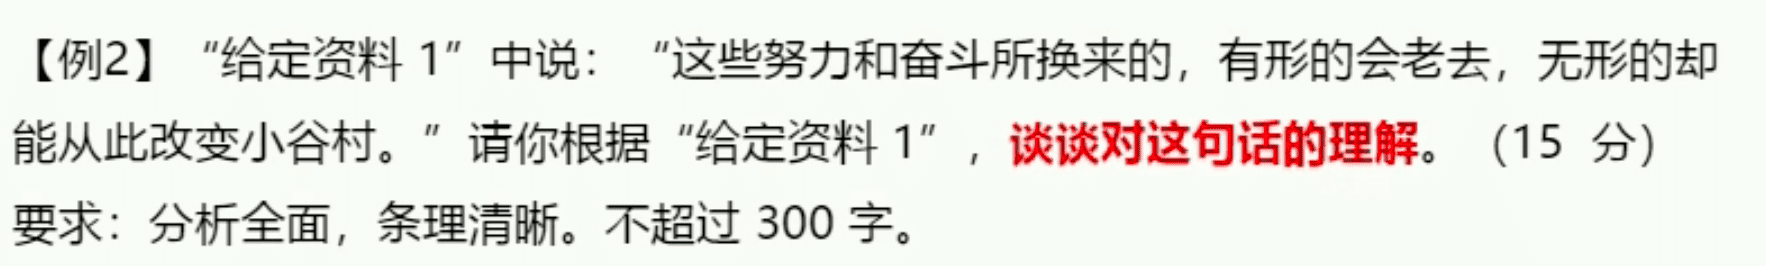 【例2】“给定资料 1”中说：“这些努力和奋斗所换来的，有形的会老去，无形的却
能从此改变小谷村。”请你根据“给定资料 1”，谈谈对这句话的理解。（15 分）
要求：分析全面，条理清晰。不超过 300 字。